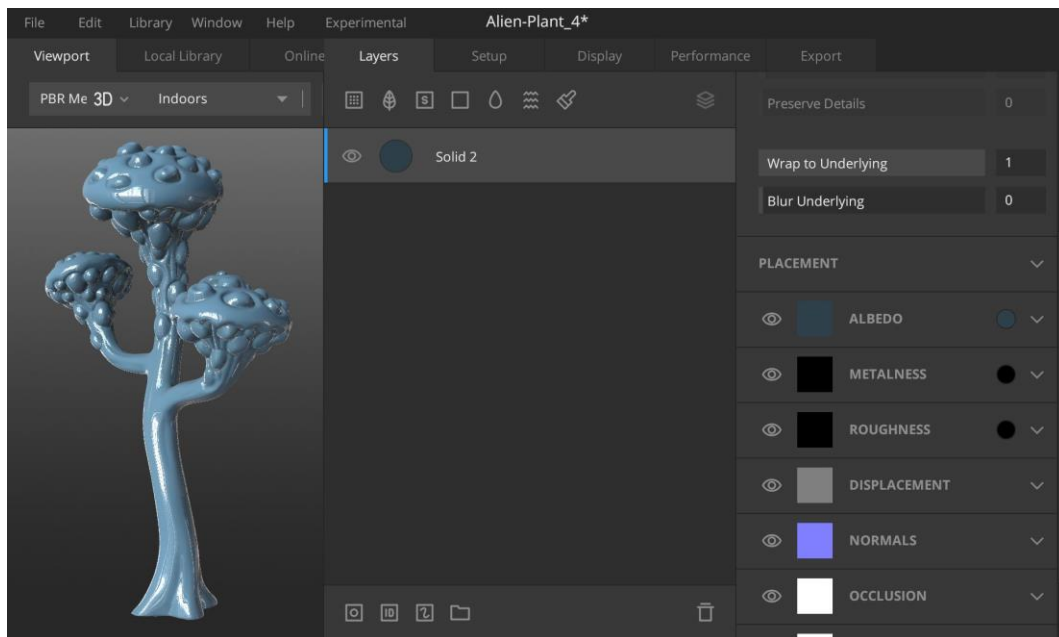 File Edit Library Window Help Experimental Alien-Plant_4*
Viewport Local Library Online Layers Setup Display Performance Export
PBR Me 3D Indoors
S
Preserve Details 0
Solid 2
Wrap to Underlying 1
Blur Underlying 0
PLACEMENT
ALBEDO
METALNESS
ROUGHNESS
DISPLACEMENT
NORMALS
OCCLUSION
ID